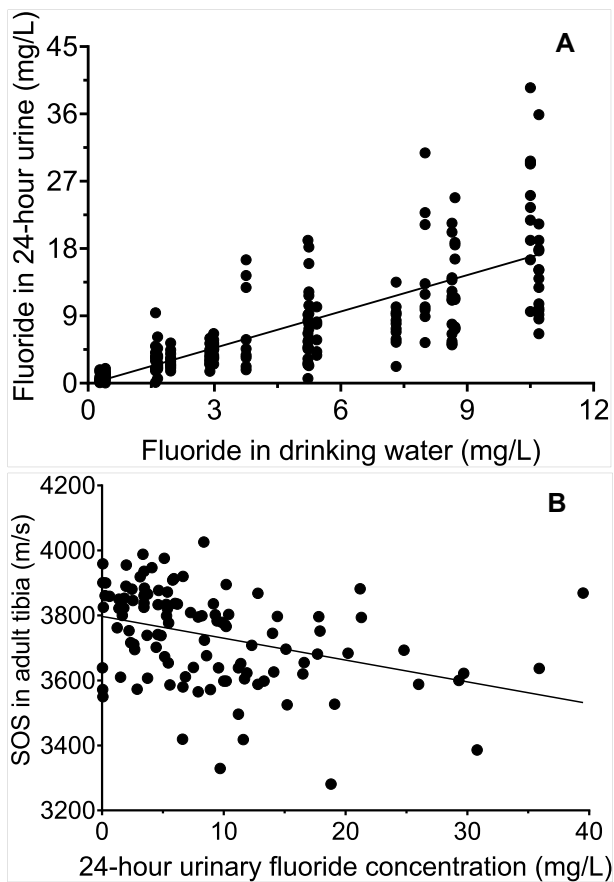 A
Fluoride in 24-hour urine (mg/L)
45
36
27
18
9
0
0 3 6 9 12
Fluoride in drinking water (mg/L)
B
SOS in adult tibia (m/s)
4200
4000
3800
3600
3400
3200
0 10 20 30 40
24-hour urinary fluoride concentration (mg/L)